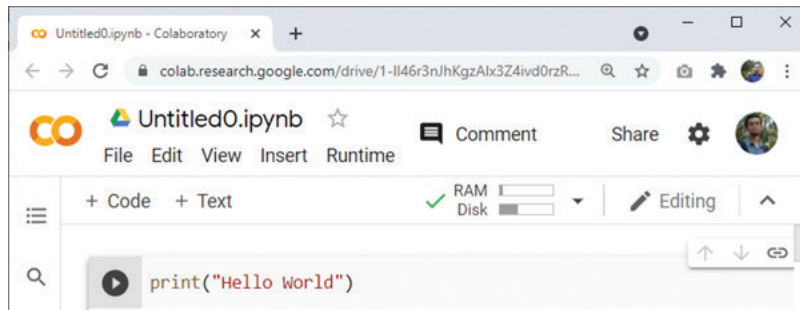 Untitled0.ipynb - Colaboratory
colab.research.google.com/drive/1-Il46r3nJhKgzAlx3Z4ivd0rzR...
Untitled0.ipynb
Comment Share
File Edit View Insert Runtime
+ Code + Text RAM Editing
Disk
print("Hello World")